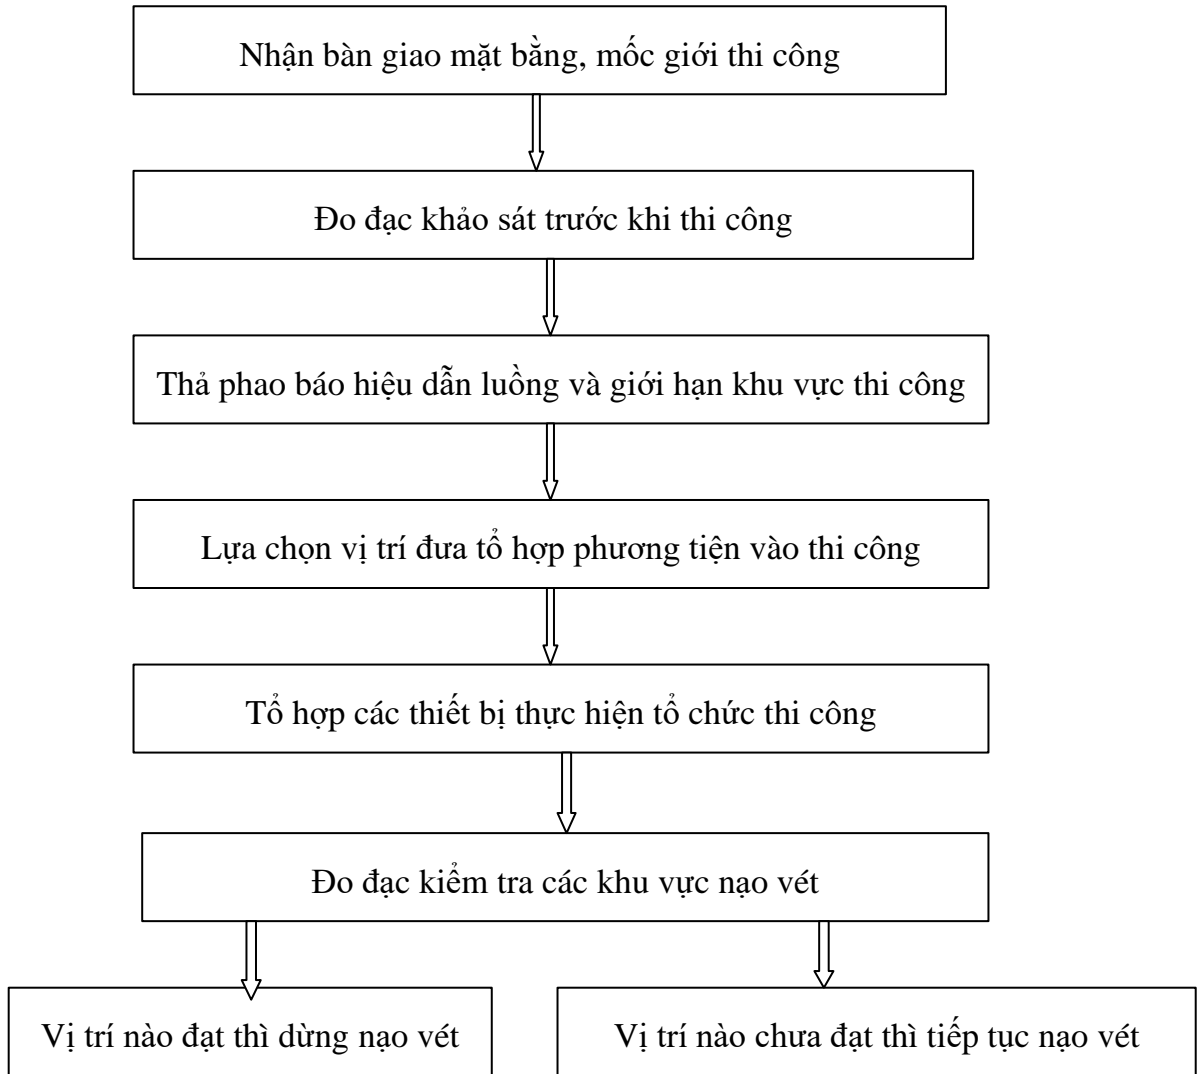 Nhận bàn giao mặt bằng, mốc giới thi công
Đo đạc khảo sát trước khi thi công
Thả phao báo hiệu dẫn luồng và giới hạn khu vực thi công
Lựa chọn vị trí đưa tổ hợp phương tiện vào thi công
Tổ hợp các thiết bị thực hiện tổ chức thi công
Đo đạc kiểm tra các khu vực nạo vét
Vị trí nào đạt thì dừng nạo vét
Vị trí nào chưa đạt thì tiếp tục nạo vét